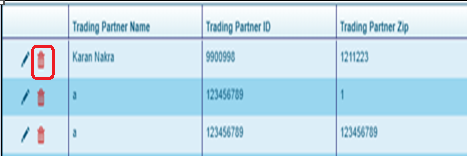 Trading Partner Name Trading Partner ID Trading Partner Zip
Karan Nakra 9900998 1211223
a 123456789 1
a 123456789 123456789